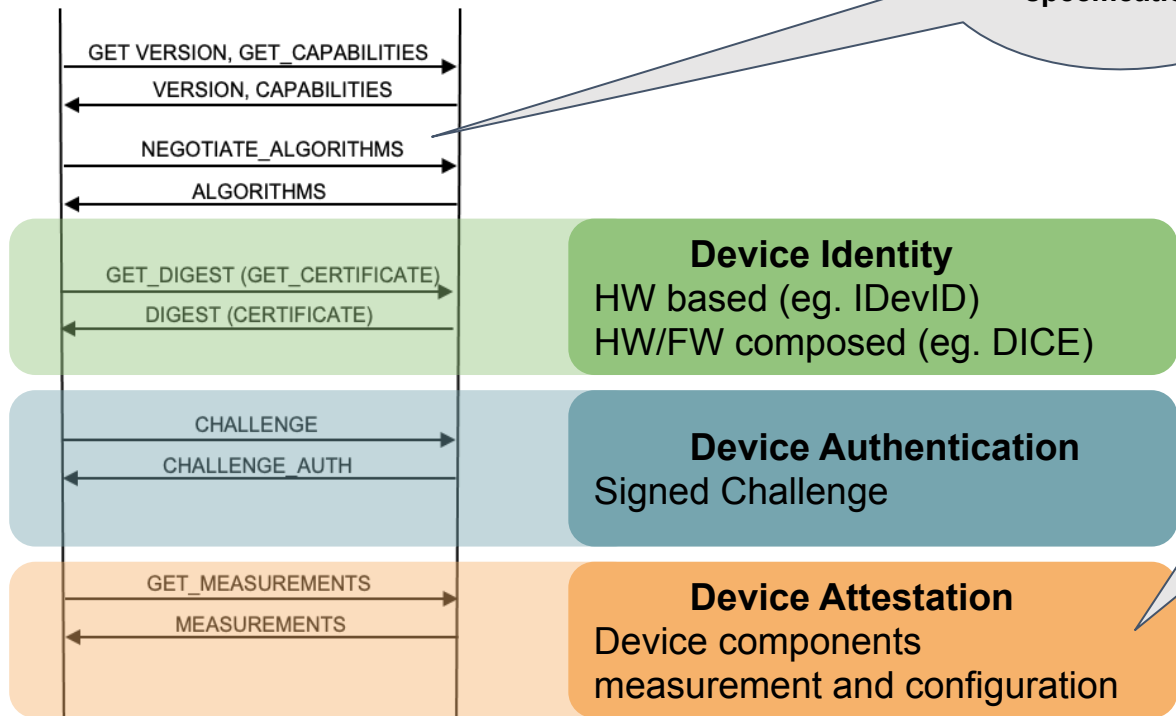 GET VERSION, GET_CAPABILITIES
VERSION, CAPABILITIES
NEGOTIATE_ALGORITHMS
ALGORITHMS
GET_DIGEST (GET_CERTIFICATE)
DIGEST (CERTIFICATE)
Device Identity
HW based (eg. IDevID)
HW/FW composed (eg. DICE)
CHALLENGE
CHALLENGE_AUTH
Device Authentication
Signed Challenge
GET_MEASUREMENTS
MEASUREMENTS
Device Attestation
Device components
measurement and configuration